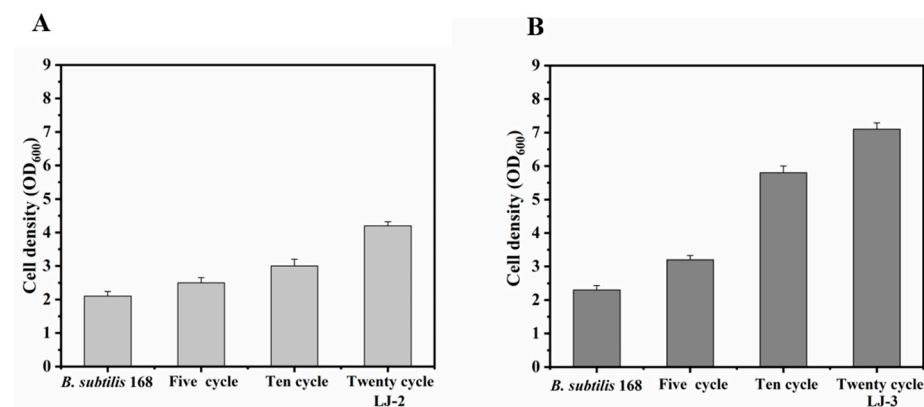 A
Cell density (OD600)
9
8
7
6
5
4
3
2
1
0
B. subtilis 168
Five cycle
Ten cycle
Twenty cycle
LJ-2
B
Cell density (OD600)
9
8
7
6
5
4
3
2
1
0
B. subtilis 168
Five cycle
Ten cycle
Twenty cycle
LJ-3